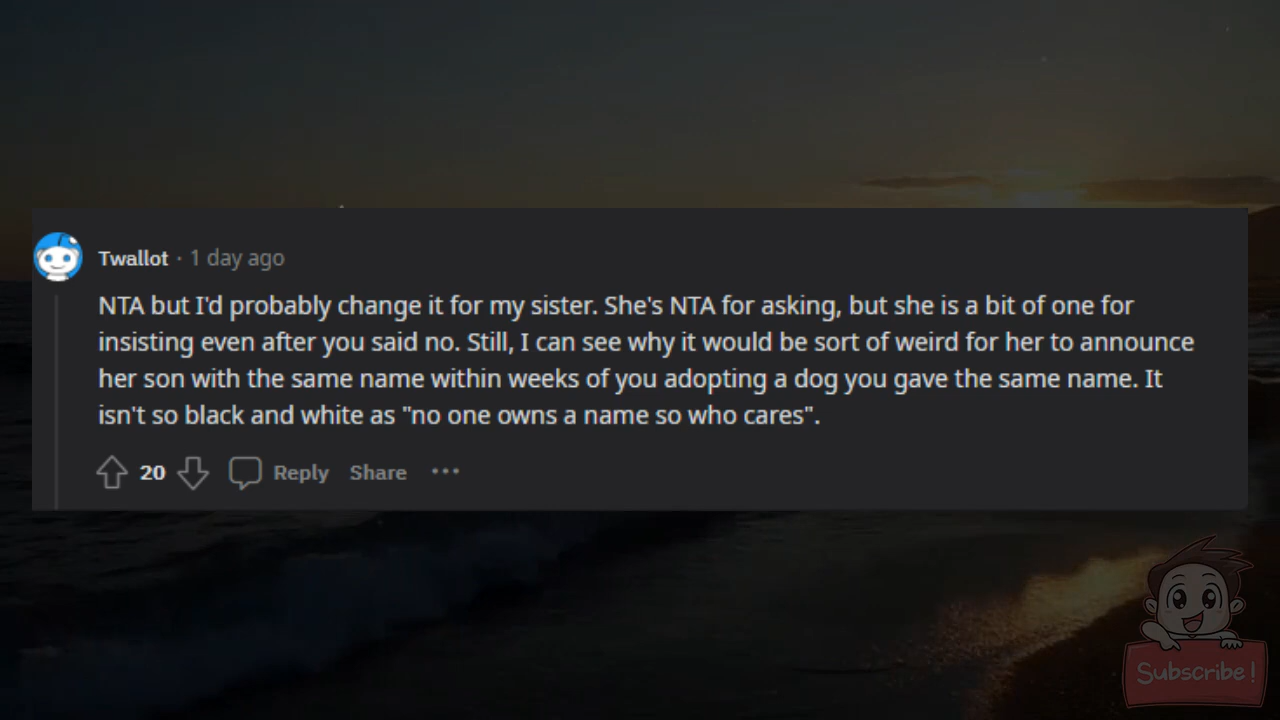 Twallot · 1 day ago
NTA but I'd probably change it for my sister. She's NTA for asking, but she is a bit of one for
insisting even after you said no. Still, I can see why it would be sort of weird for her to announce
her son with the same name within weeks of you adopting a dog you gave the same name. It
isn't so black and white as "no one owns a name so who cares".
20 Reply Share ···
Subscribe!